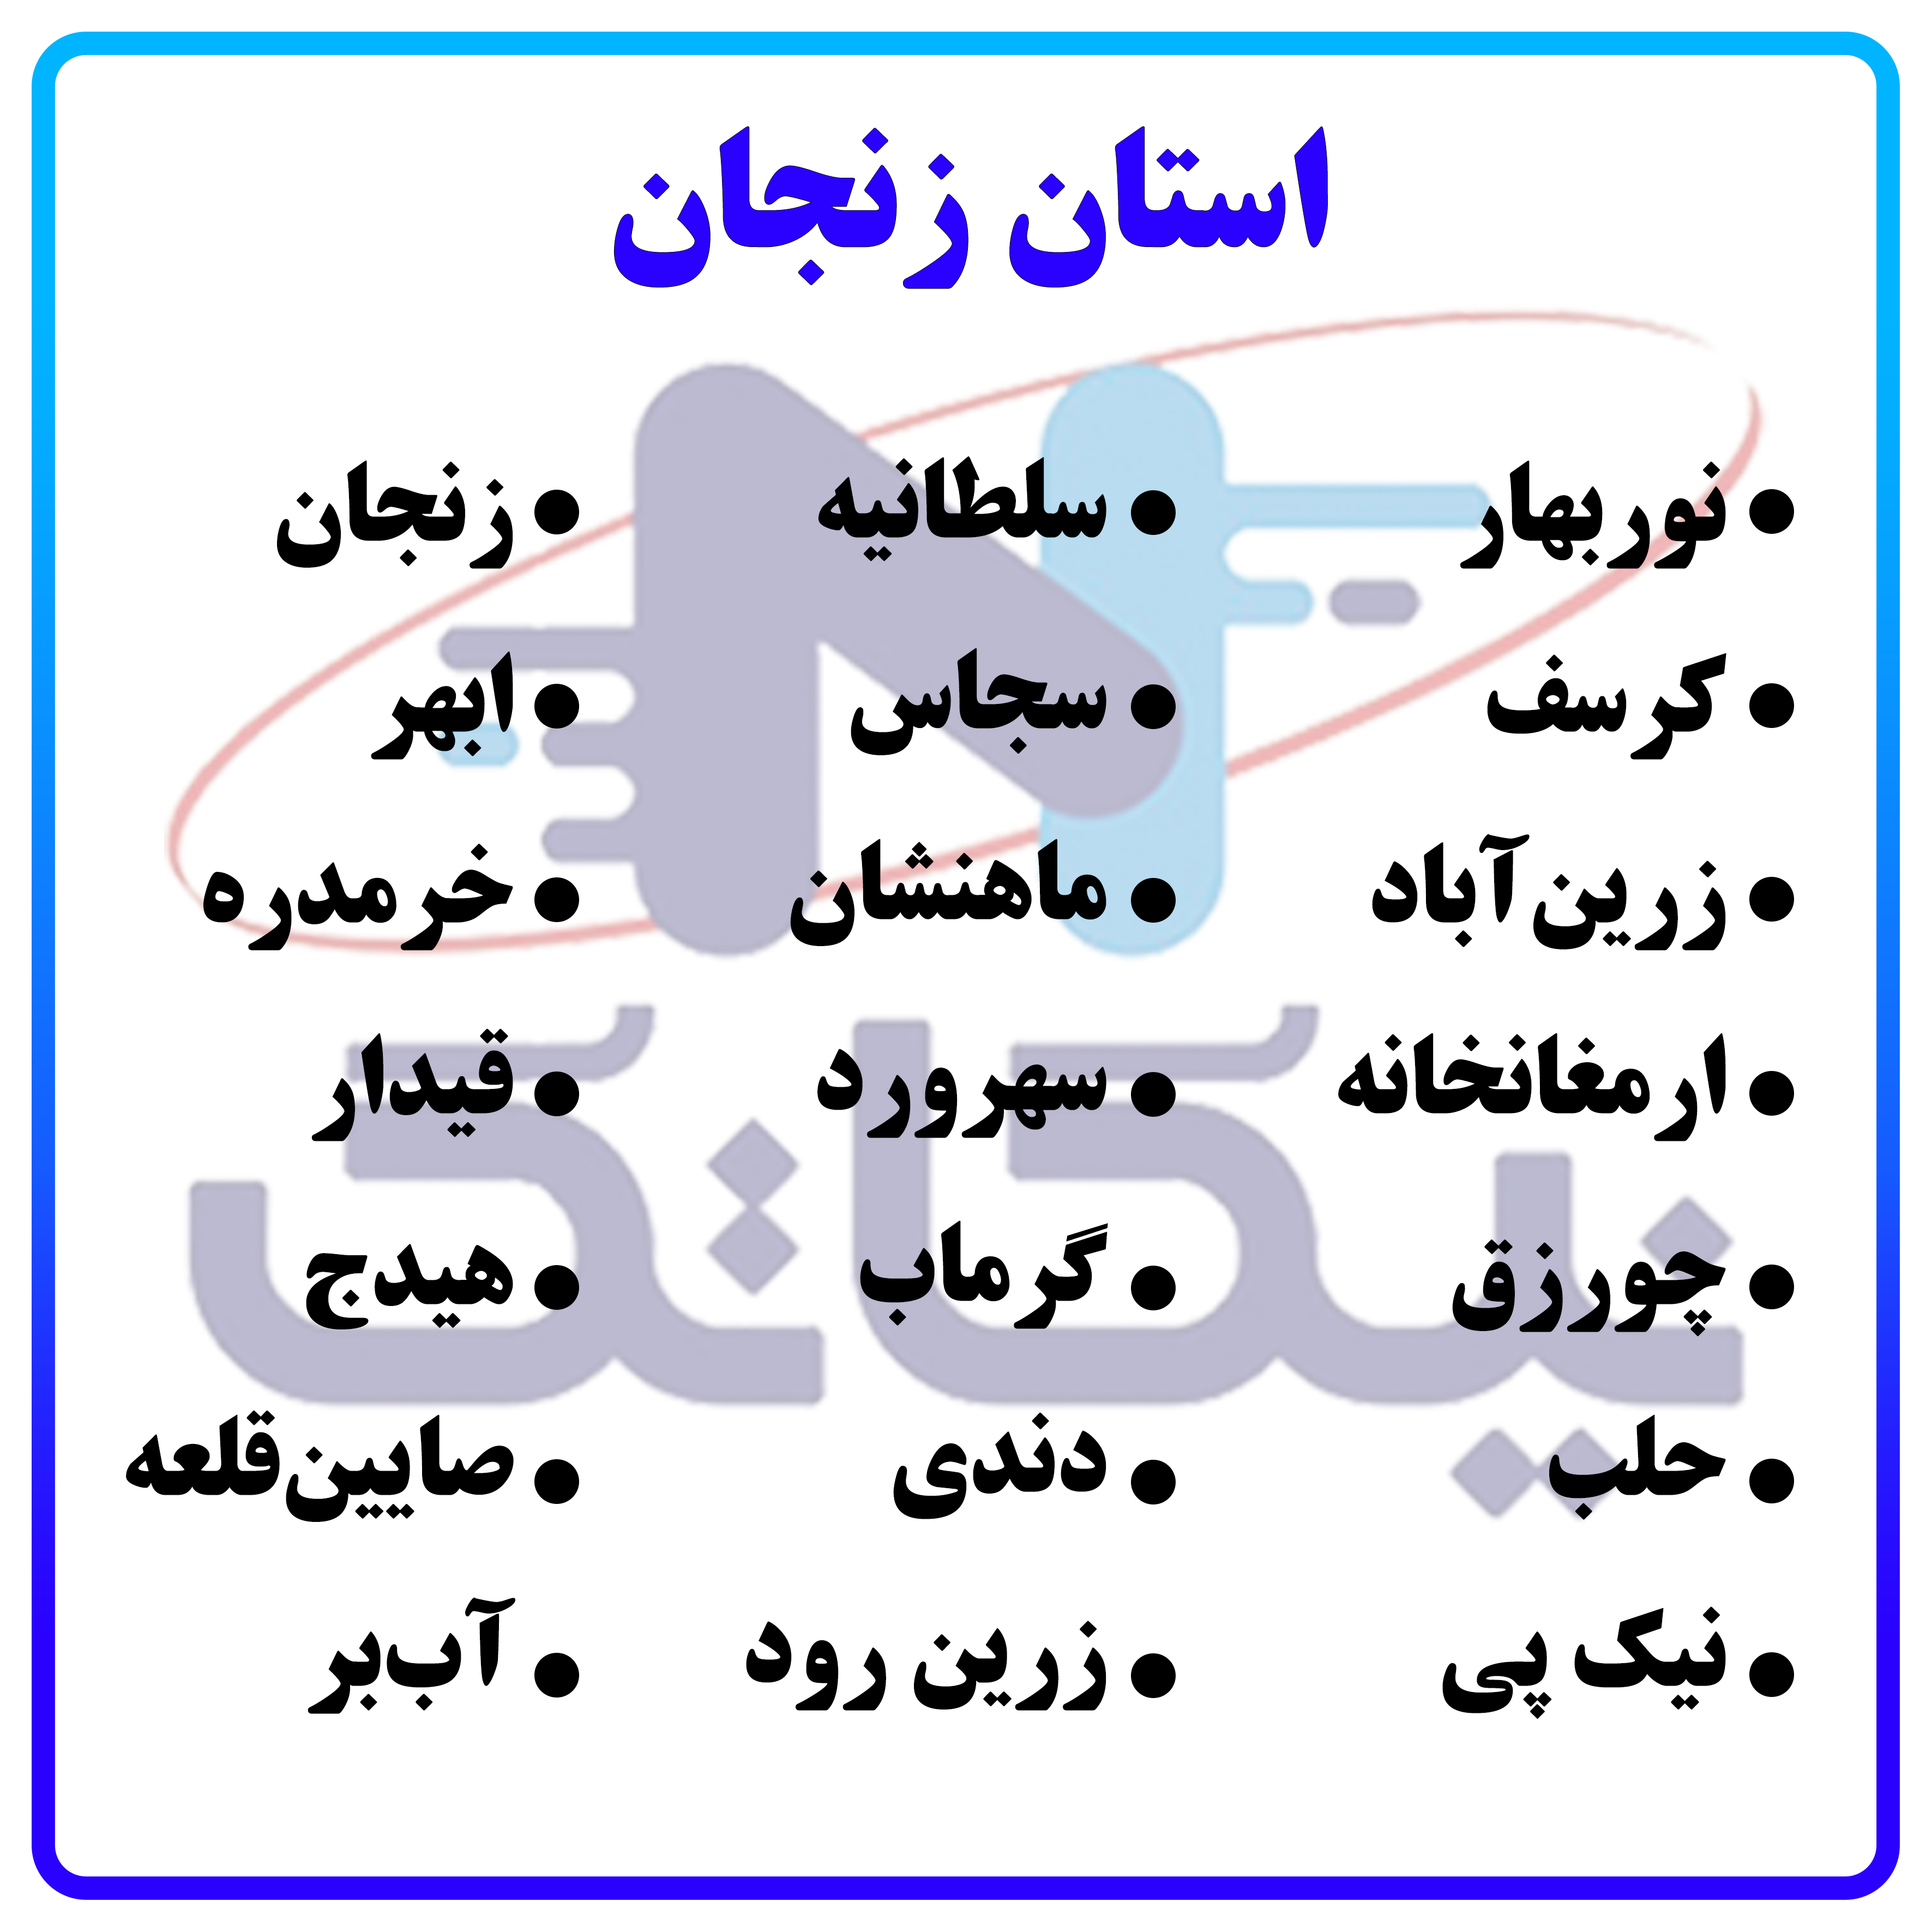 استان زنجان
نوربهار
سلطانیه
زنجان
کرسف
سجاس
ابهر
زرین‌آباد
ماهنشان
خرمدره
ارمغانخانه
سهرورد
قیدار
چورزق
گرماب
هیدج
حلب
دندی
صایین‌قلعه
نیک پی
زرین رود
آب‌بر
نیکاتک